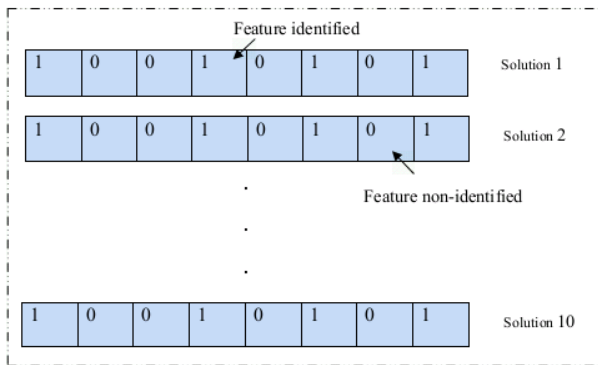 Feature identified
1 0 0 1 0 1 0 1 Solution 1
1 0 0 1 0 1 0 1 Solution 2
Feature non-identified
.
.
.
1 0 0 1 0 1 0 1 Solution 10